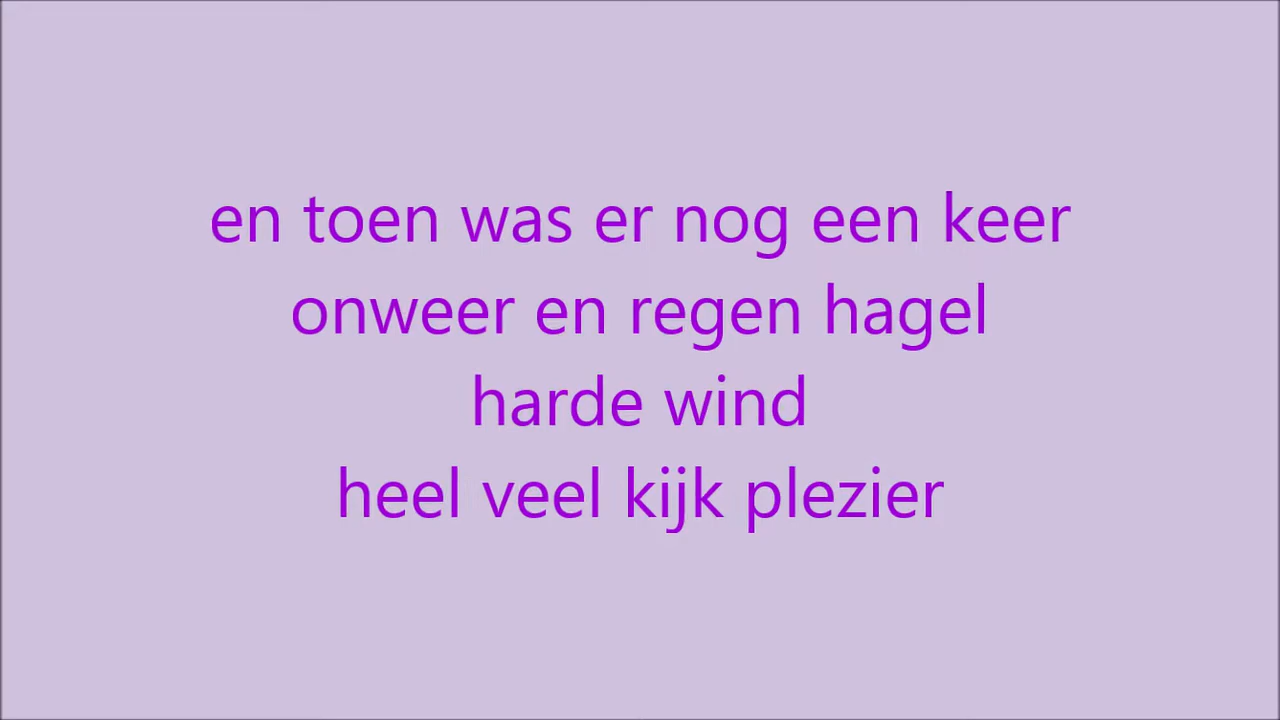 en toen was er nog een keer
onweer en regen hagel
harde wind
heel veel kijk plezier